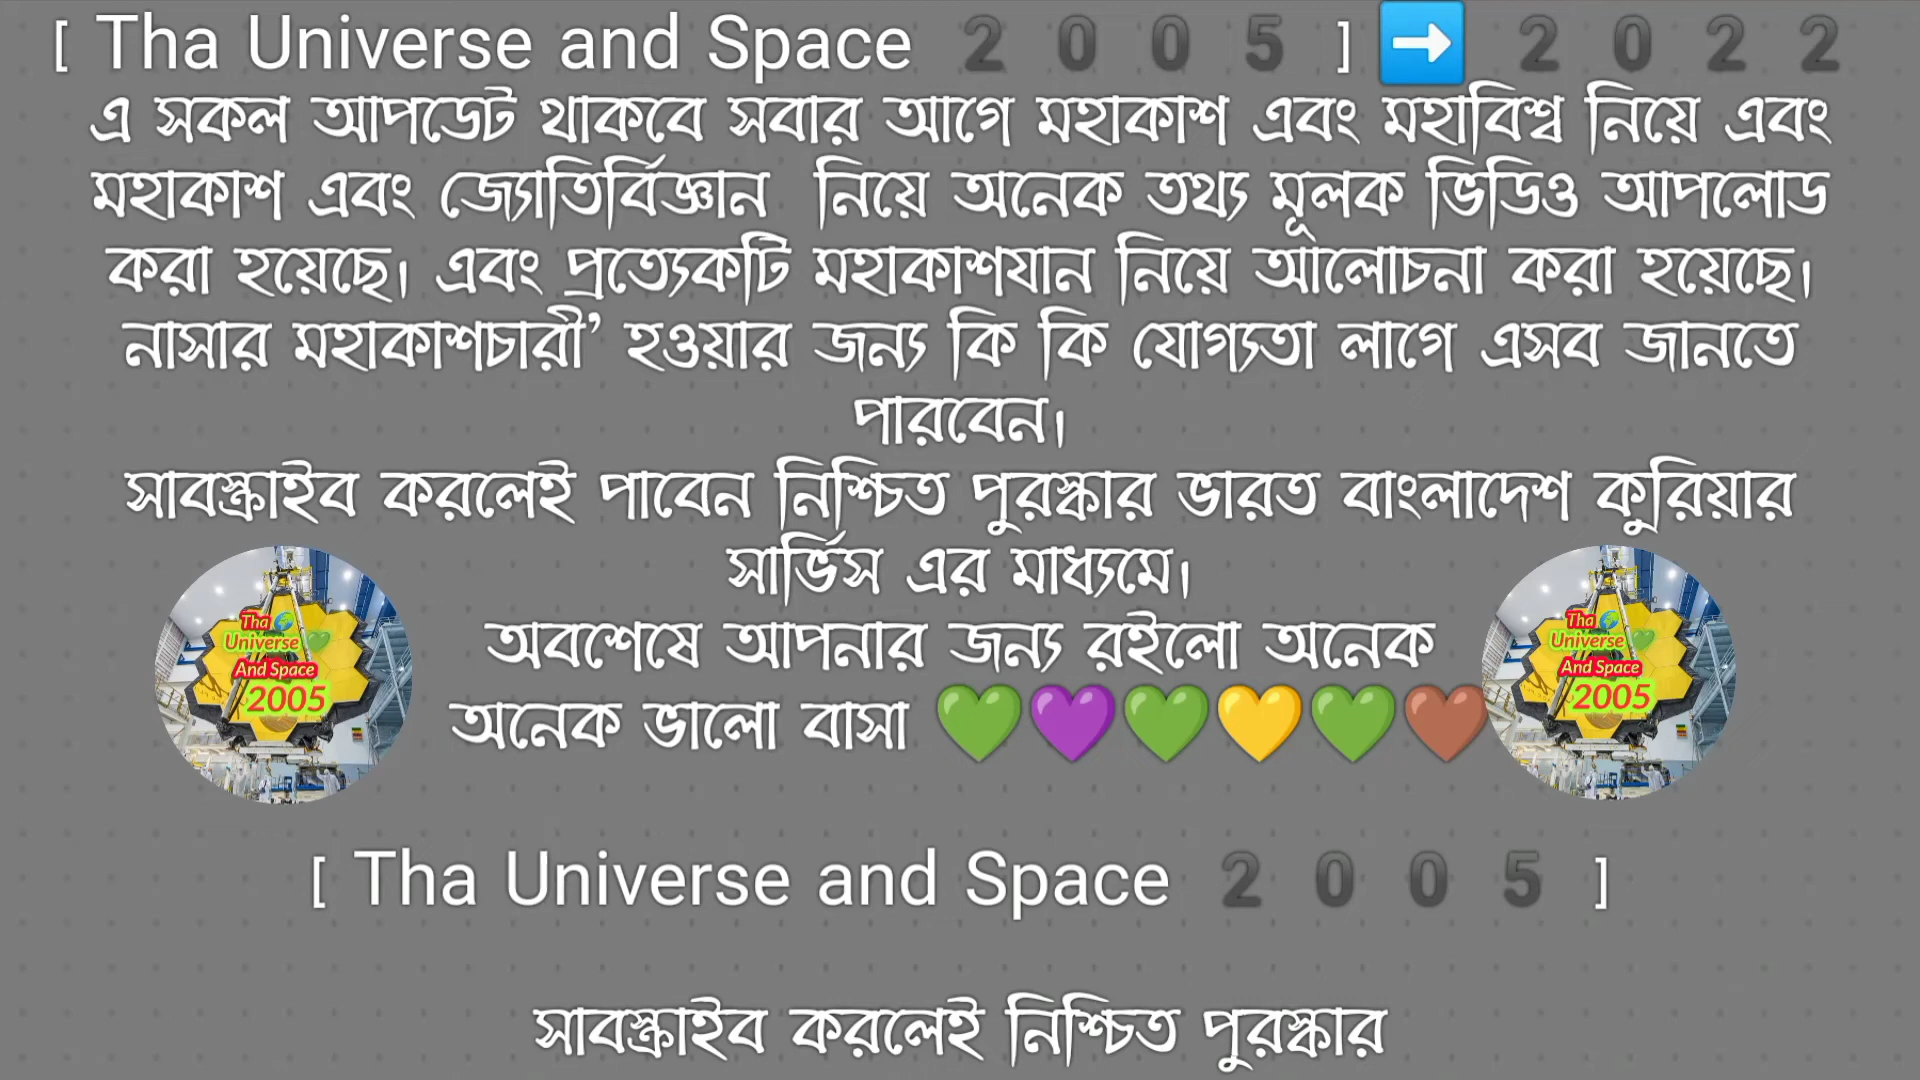 [ Tha Universe and Space 2 0 0 5 ] ➡️ 2 0 2 2
এ সকল আপডেট থাকবে সবার আগে মহাকাশ এবং মহাবিশ্ব নিয়ে এবং
মহাকাশ এবং জ্যোতির্বিজ্ঞান নিয়ে অনেক তথ্য মূলক ভিডিও আপলোড
করা হয়েছে। এবং প্রত্যেকটি মহাকাশযান নিয়ে আলোচনা করা হয়েছে।
নাসার মহাকাশচারী’ হওয়ার জন্য কি কি যোগ্যতা লাগে এসব জানতে
পারবেন।
সাবস্ক্রাইব করলেই পাবেন নিশ্চিত পুরস্কার ভারত বাংলাদেশ কুরিয়ার
সার্ভিস এর মাধ্যমে।
অবশেষে আপনার জন্য রইলো অনেক
অনেক ভালো বাসা 💚💜💚💛💚🤎
Tha 🌍
Universe 💚
And Space
2005
Tha 🌍
Universe 💚
And Space
2005
[ Tha Universe and Space 2 0 0 5 ]
সাবস্ক্রাইব করলেই নিশ্চিত পুরস্কার